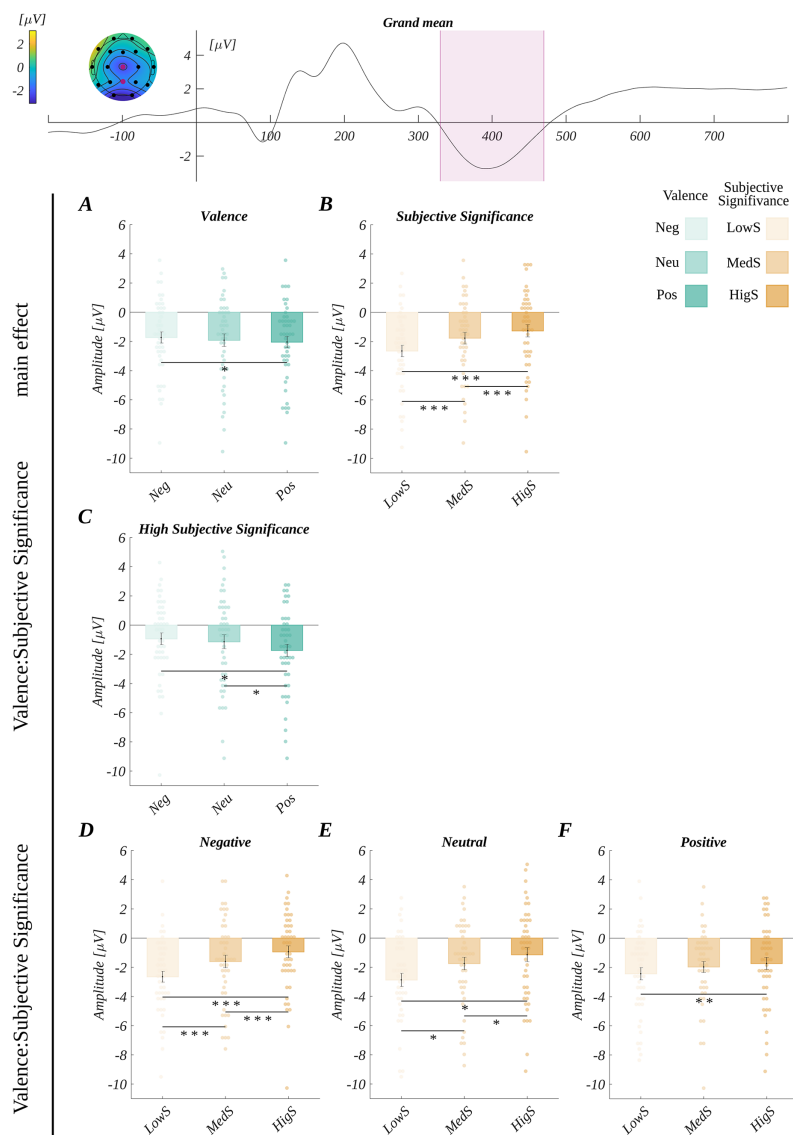 [μV]
2
0
-2
Grand mean
[μV]
4
2
-2
-100
100
200
300
400
500
600
700
Valence
Subjective
Signifivance
Neg
LowS
Neu
MedS
Pos
HigS
main effect
A
Valence
6
4
2
0
-2
-4
-6
-8
-10
Amplitude [μV]
*
Neg
Neu
Pos
B
Subjective Significance
6
4
2
0
-2
-4
-6
-8
-10
Amplitude [μV]
***
***
***
LowS
MedS
HigS
Valence:Subjective Significance
C
High Subjective Significance
6
4
2
0
-2
-4
-6
-8
-10
Amplitude [μV]
*
*
Neg
Neu
Pos
Valence:Subjective Significance
D
Negative
6
4
2
0
-2
-4
-6
-8
-10
Amplitude [μV]
***
***
***
LowS
MedS
HigS
E
Neutral
6
4
2
0
-2
-4
-6
-8
-10
Amplitude [μV]
*
*
*
LowS
MedS
HigS
F
Positive
6
4
2
0
-2
-4
-6
-8
-10
Amplitude [μV]
**
LowS
MedS
HigS